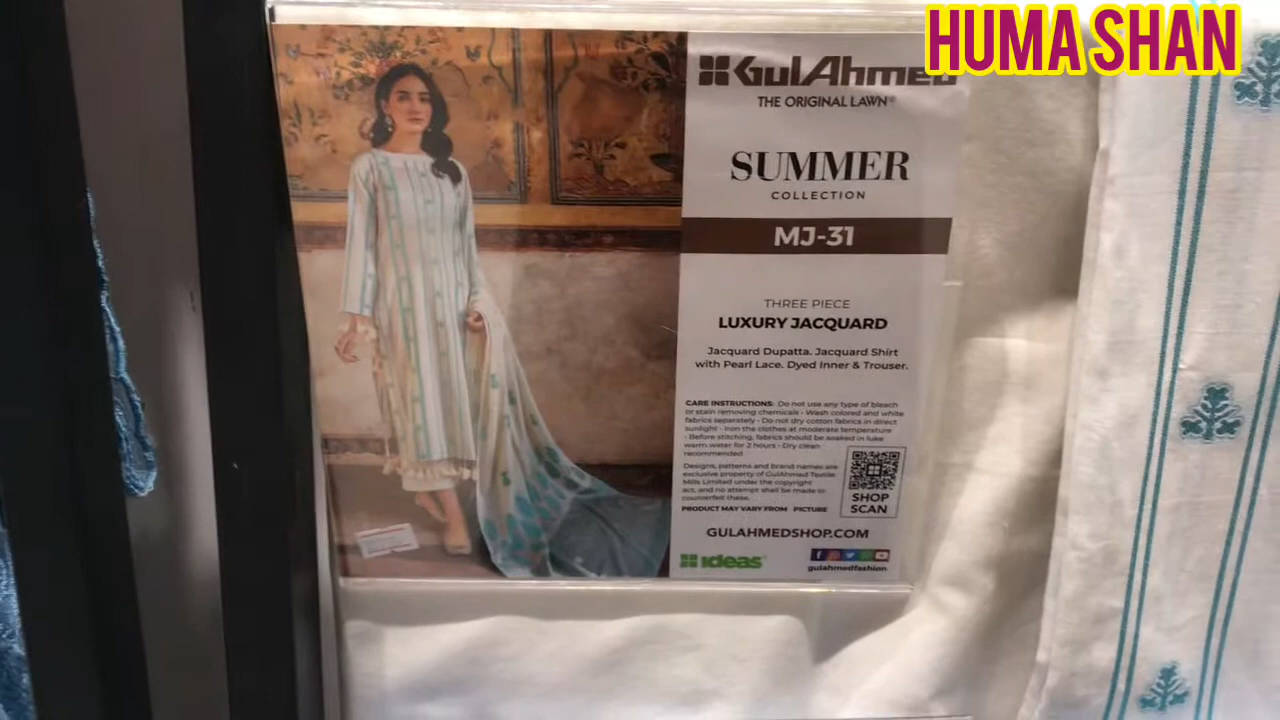 HUMA SHAN
GulAhmed
THE ORIGINAL LAWN®
SUMMER
COLLECTION
MJ-31
THREE PIECE
LUXURY JACQUARD
Jacquard Dupatta. Jacquard Shirt
with Pearl Lace. Dyed Inner & Trouser.
CARE INSTRUCTIONS: Do not use any type of bleach
or stain removing chemicals - Wash colored and white
fabrics separately - Do not dry cotton fabrics in direct
sunlight - Iron the clothes at moderate temperature
- Before stitching, fabrics should be soaked in luke
warm water for 2 hours - Dry clean
recommended
Designs, patterns and brand names are
exclusive property of GulAhmed Textile
Mills Limited under the copyright
act, and no attempt shall be made to
counterfeit these.
PRODUCT MAY VARY FROM PICTURE
SHOP
SCAN
GULAHMEDSHOP.COM
ideas®
gulahmedfashion